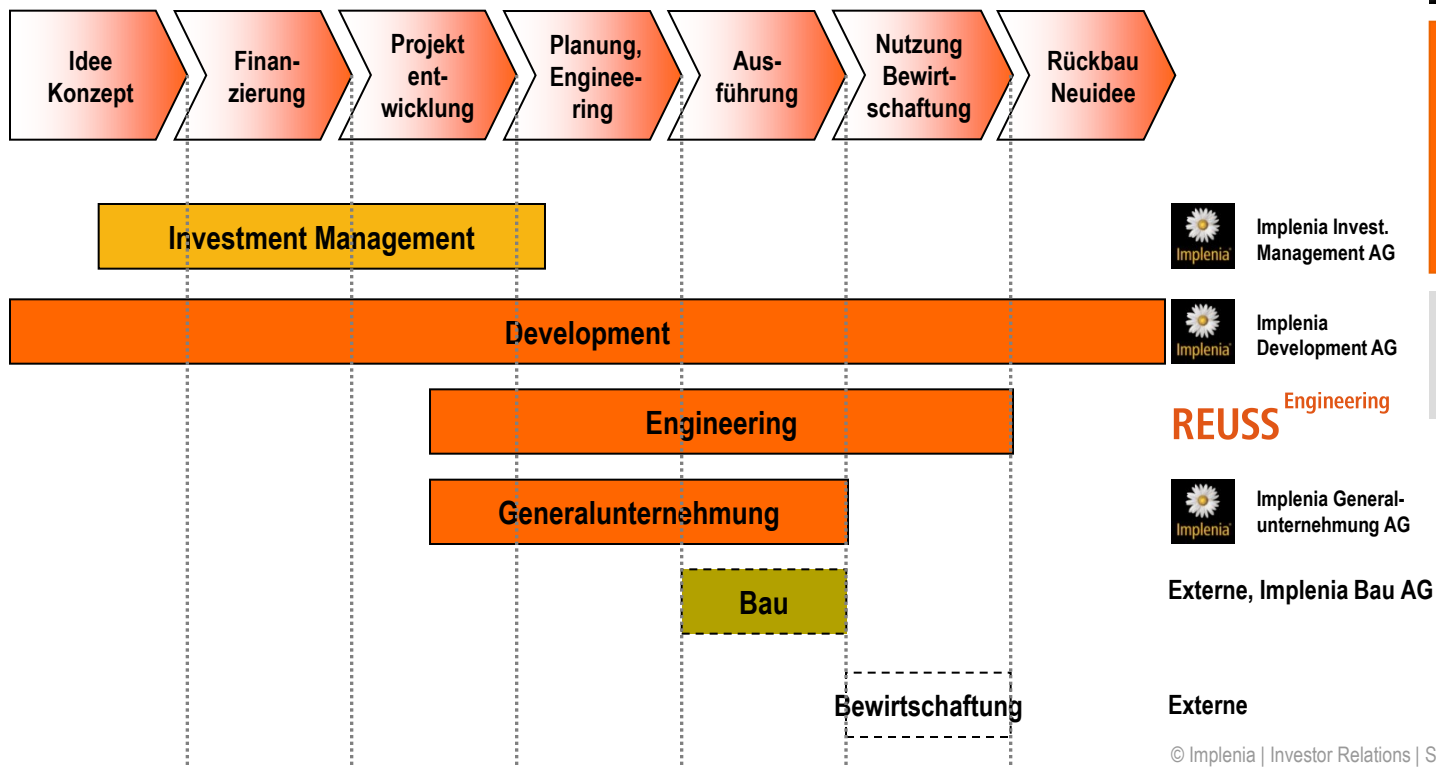 Idee
Konzept
Finan-
zierung
Projekt
ent-
wicklung
Planung,
Enginee-
ring
Aus-
führung
Nutzung
Bewirt-
schaftung
Rückbau
Neuidee
Investment Management
Implenia
Implenia Invest.
Management AG
Development
Implenia
Implenia
Development AG
Engineering
REUSS Engineering
Generalunternehmung
Implenia
Implenia General-
unternehmung AG
Bau
Externe, Implenia Bau AG
Bewirtschaftung
Externe
© Implenia | Investor Relations | S